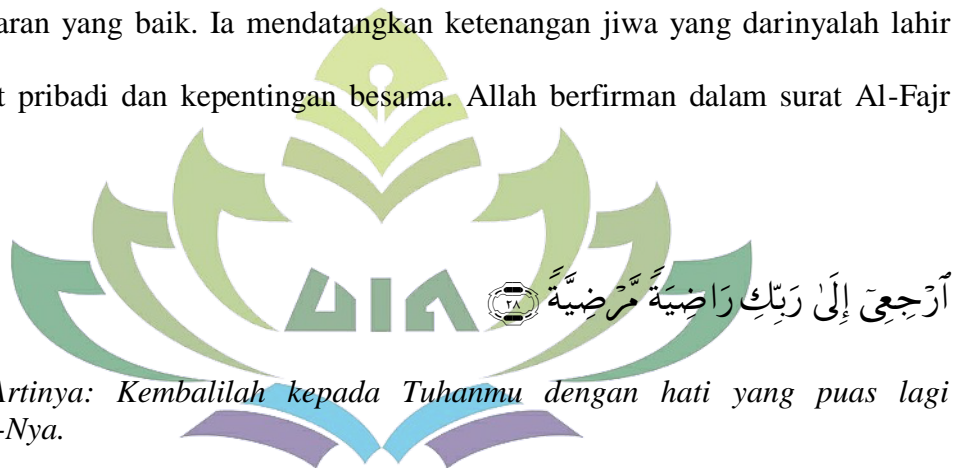 aran yang baik. Ia mendatangkan ketenangan jiwa yang darinyalah lahir
t pribadi dan kepentingan besama. Allah berfirman dalam surat Al-Fajr
ٱرْجِعِىٓ إِلَىٰ رَبِّكِ رَاضِيَةً مَّرْضِيَّةً ٢٨
UIN
Artinya: Kembalilah kepada Tuhanmu dengan hati yang puas lagi
-Nya.